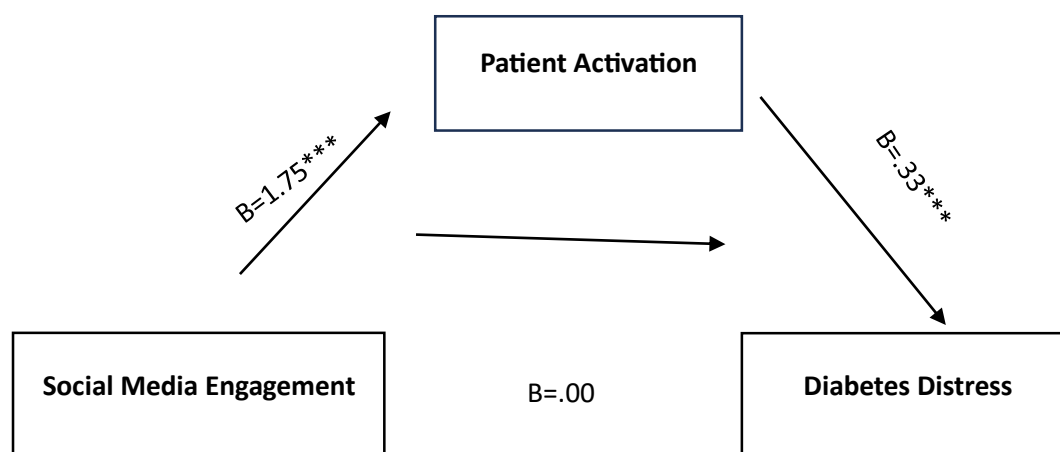 Patient Activation
B=1.75***
B=.33***
Social Media Engagement
B=.00
Diabetes Distress